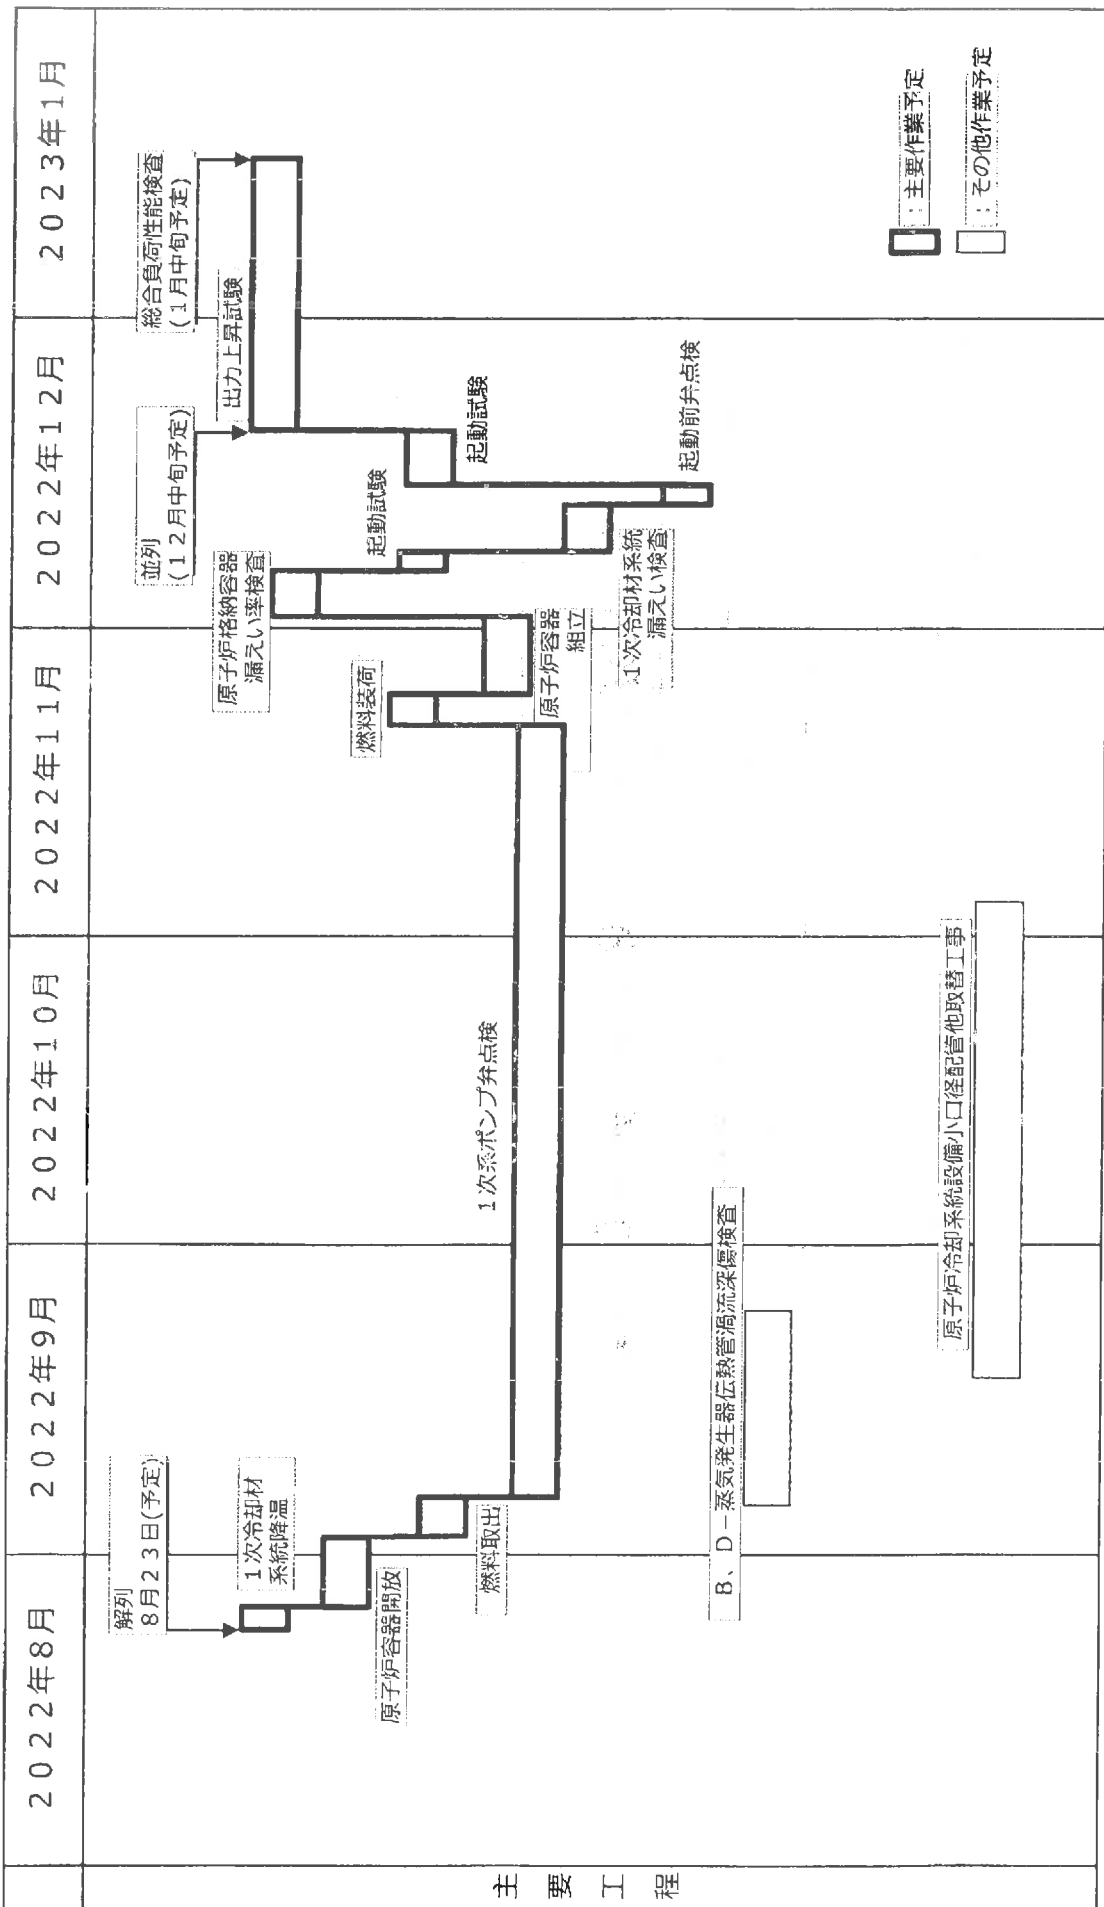 主要工程
2022年8月
2022年9月
2022年10月
2022年11月
2022年12月
2023年1月
解列
8月23日(予定)
1次冷却材
系統降温
原子炉容器開放
燃料取出
1次系ポンプ弁点検
燃料装荷
原子炉容器
組立
原子炉格納容器
漏えい率検査
起動試験
1次冷却材系統
漏えい検査
起動前弁点検
起動試験
並列
(12月中旬予定)
出力上昇試験
総合負荷性能検査
(1月中旬予定)
B、D－蒸気発生器伝熱管渦流深傷検査
原子炉冷却系統設備小口径配管他取替工事
：主要作業予定
：その他作業予定